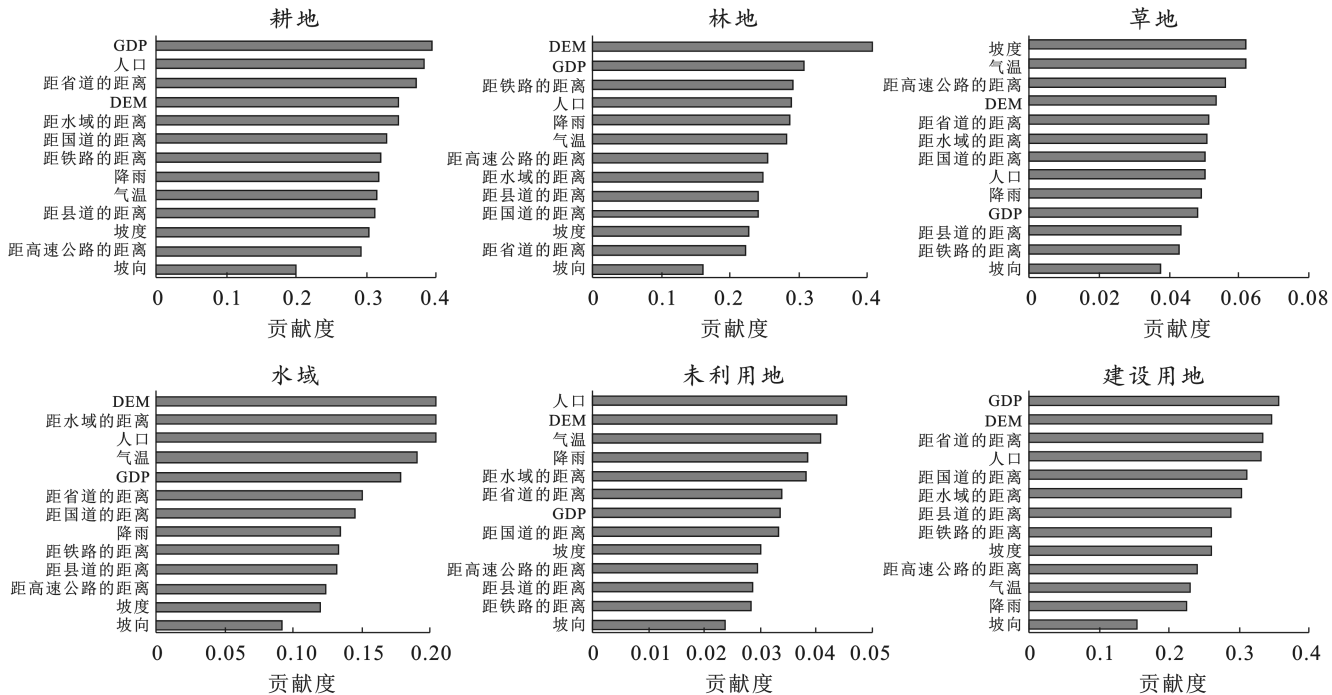 耕地
GDP
人口
距省道的距离
DEM
距水域的距离
距国道的距离
距铁路的距离
降雨
气温
距县道的距离
坡度
距高速公路的距离
坡向
0 0.1 0.2 0.3 0.4
贡献度
林地
DEM
GDP
距铁路的距离
人口
降雨
气温
距高速公路的距离
距水域的距离
距县道的距离
距国道的距离
坡度
距省道的距离
坡向
0 0.1 0.2 0.3 0.4
贡献度
草地
坡度
气温
距高速公路的距离
DEM
距省道的距离
距水域的距离
距国道的距离
人口
降雨
GDP
距县道的距离
距铁路的距离
坡向
0 0.02 0.04 0.06 0.08
贡献度
水域
DEM
距水域的距离
人口
气温
GDP
距省道的距离
距国道的距离
降雨
距铁路的距离
距县道的距离
距高速公路的距离
坡度
坡向
0 0.05 0.10 0.15 0.20
贡献度
未利用地
人口
DEM
气温
降雨
距水域的距离
距省道的距离
GDP
距国道的距离
坡度
距高速公路的距离
距县道的距离
距铁路的距离
坡向
0 0.01 0.02 0.03 0.04 0.05
贡献度
建设用地
GDP
DEM
距省道的距离
人口
距国道的距离
距水域的距离
距县道的距离
距铁路的距离
坡度
距高速公路的距离
气温
降雨
坡向
0 0.1 0.2 0.3 0.4
贡献度